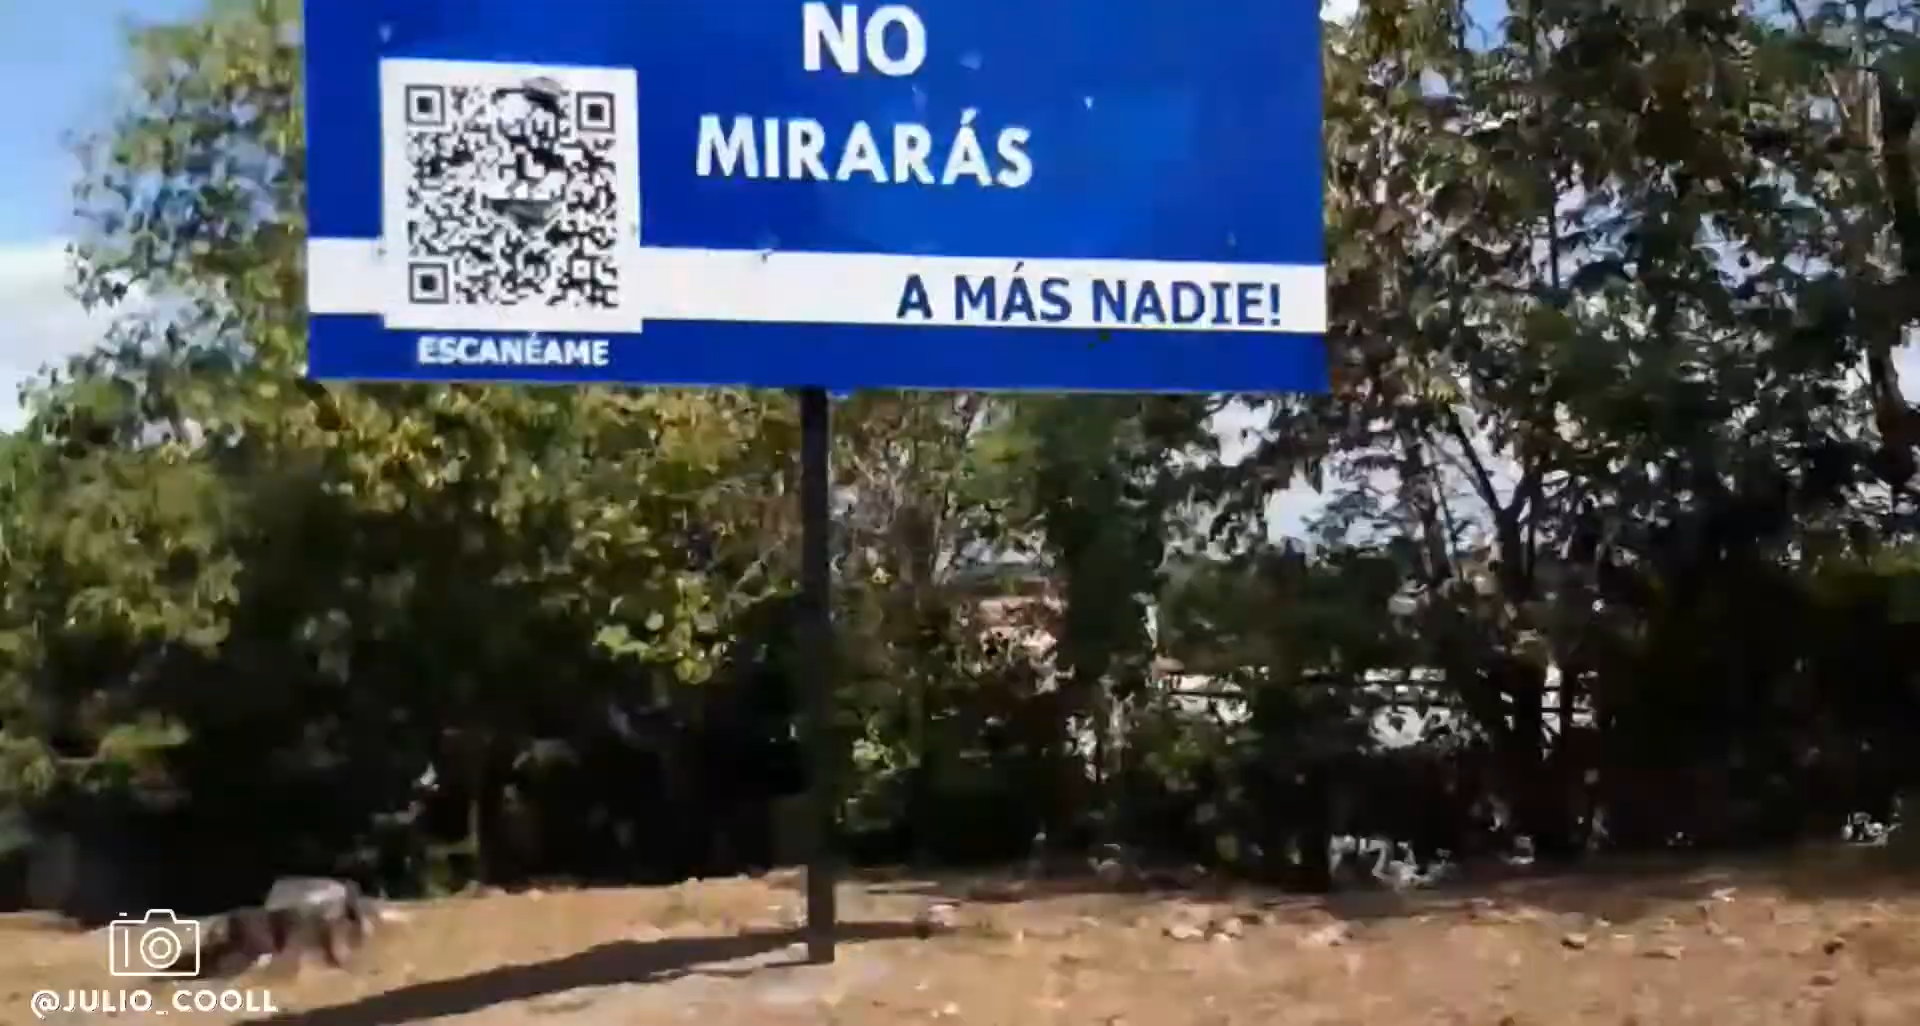 NO
MIRARÁS
A MÁS NADIE!
ESCANÉAME
@JULIO_COOLL